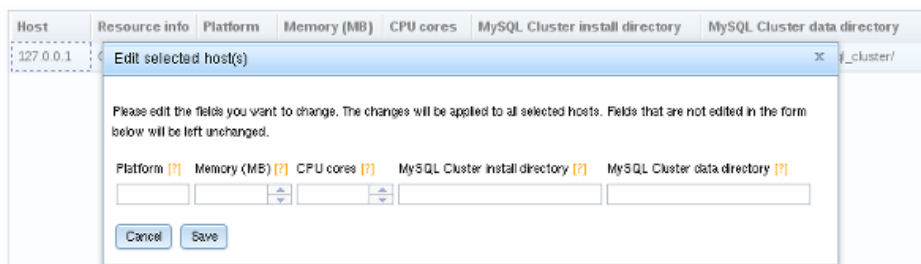 Host Resource info Platform Memory (MB) CPU cores MySQL Cluster install directory MySQL Cluster data directory
127.0.0.1
Edit selected host(s) x
Please edit the fields you want to change. The changes will be applied to all selected hosts. Fields that are not edited in the form
below will be left unchanged.
Platform [?] Memory (MB) [?] CPU cores [?] MySQL Cluster install directory [?] MySQL Cluster data directory [?]
Cancel Save